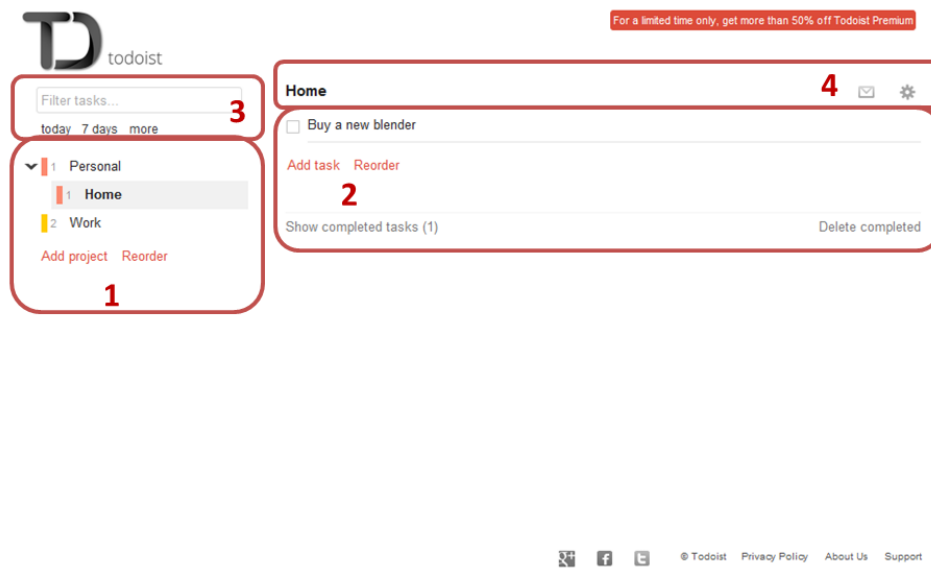 For a limited time only, get more than 50% off Todoist Premium
TD todoist
Filter tasks...
3
today 7 days more
1 Personal
1 Home
2 Work
Add project Reorder
1
Home
4
Buy a new blender
Add task Reorder
2
Show completed tasks (1) Delete completed
g+ f t © Todoist Privacy Policy About Us Support